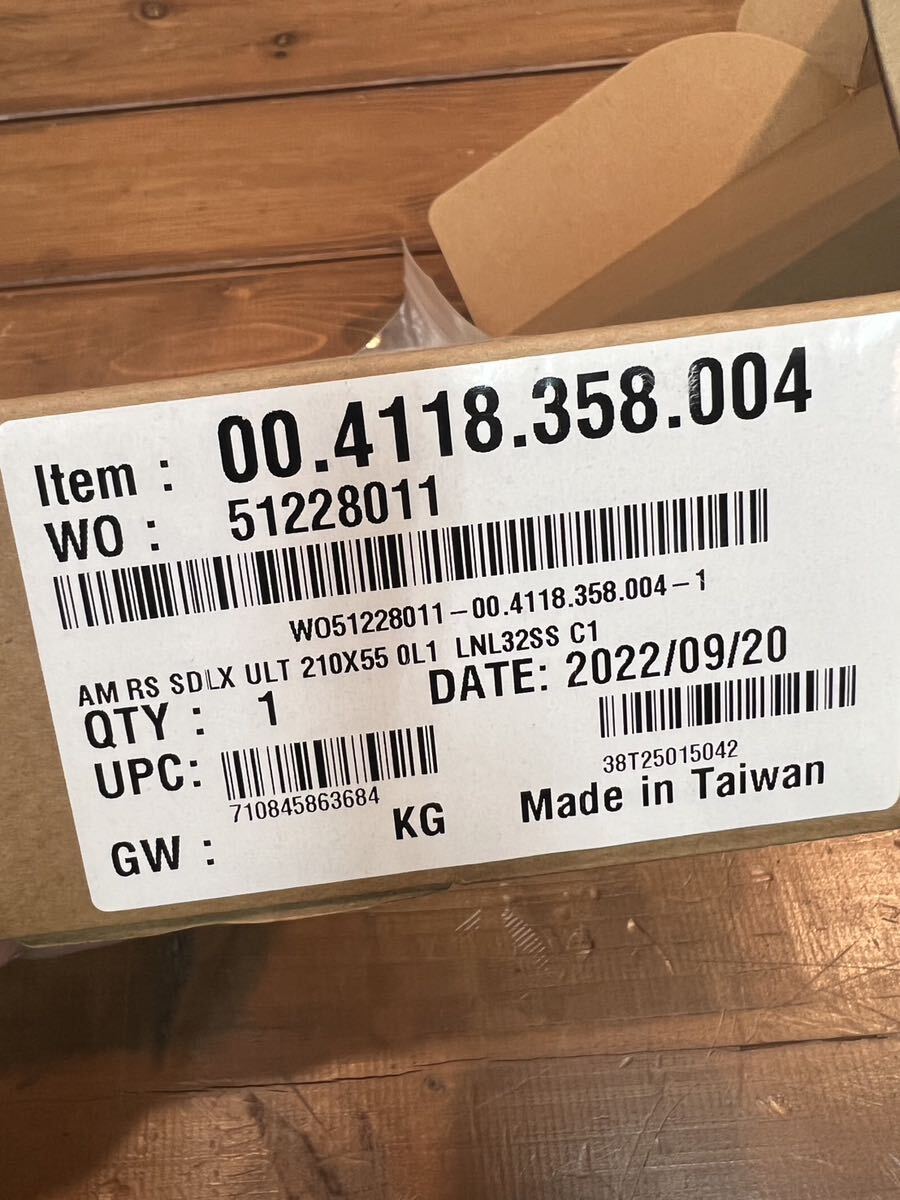 Item : 00.4118.358.004
WO : 51228011
WO51228011-00.4118.358.004-1
AM RS SDLX ULT 210X55 0L1 LNL32SS C1
QTY : 1 DATE: 2022/09/20
UPC: 710845863684
38T25015042
GW : KG Made in Taiwan